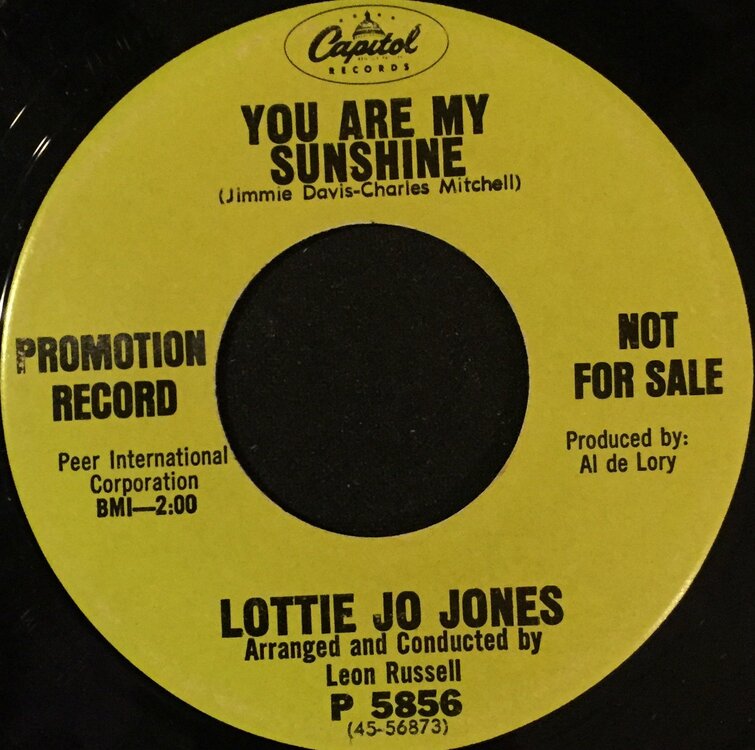 Capitol
RECORDS
YOU ARE MY
SUNSHINE
(Jimmie Davis-Charles Mitchell)
PROMOTION
RECORD
Peer International
Corporation
BMI—2:00
NOT
FOR SALE
Produced by:
Al de Lory
LOTTIE JO JONES
Arranged and Conducted by
Leon Russell
P 5856
(45-56873)